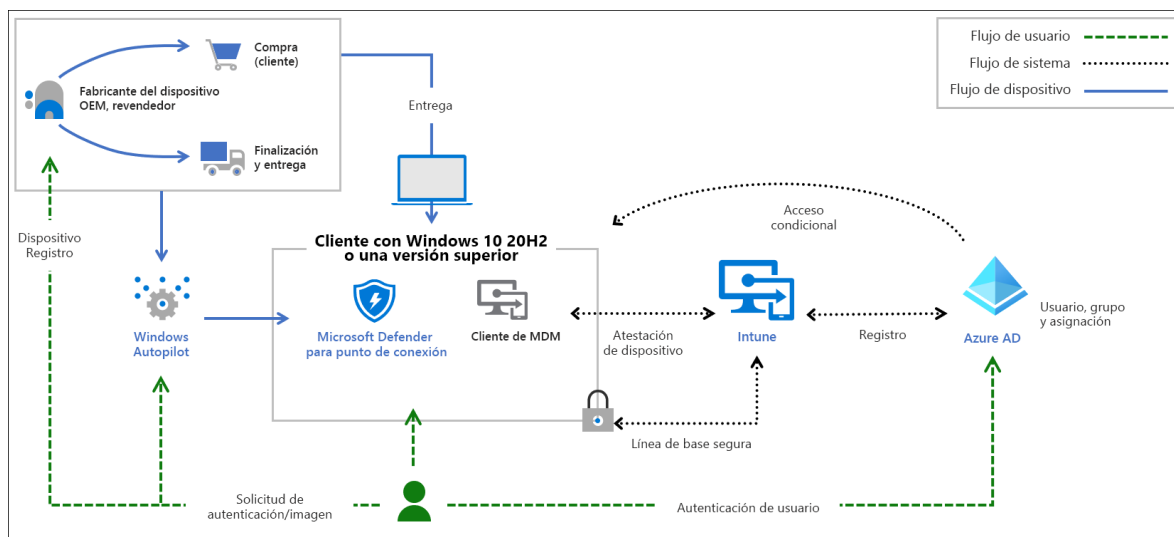 Compra
(cliente)
Fabricante del dispositivo
OEM, revendedor
Finalización
y entrega
Entrega
Flujo de usuario
Flujo de sistema
Flujo de dispositivo
Dispositivo
Registro
Acceso
condicional
Cliente con Windows 10 20H2
o una versión superior
Windows
Autopilot
Microsoft Defender
para punto de conexión
Cliente de MDM
Atestación
de dispositivo
Intune
Registro
Azure AD
Usuario, grupo
y asignación
Línea de base segura
Solicitud de
autenticación/imagen
Autenticación de usuario